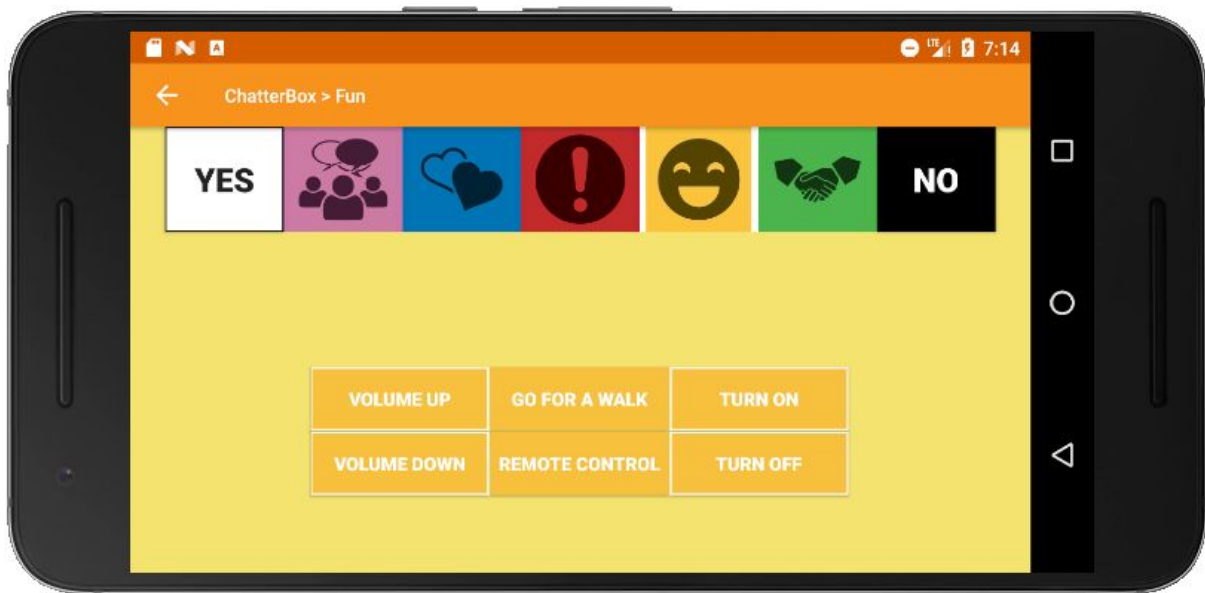 N A LTE 7:14
ChatterBox > Fun
YES NO
VOLUME UP GO FOR A WALK TURN ON
VOLUME DOWN REMOTE CONTROL TURN OFF